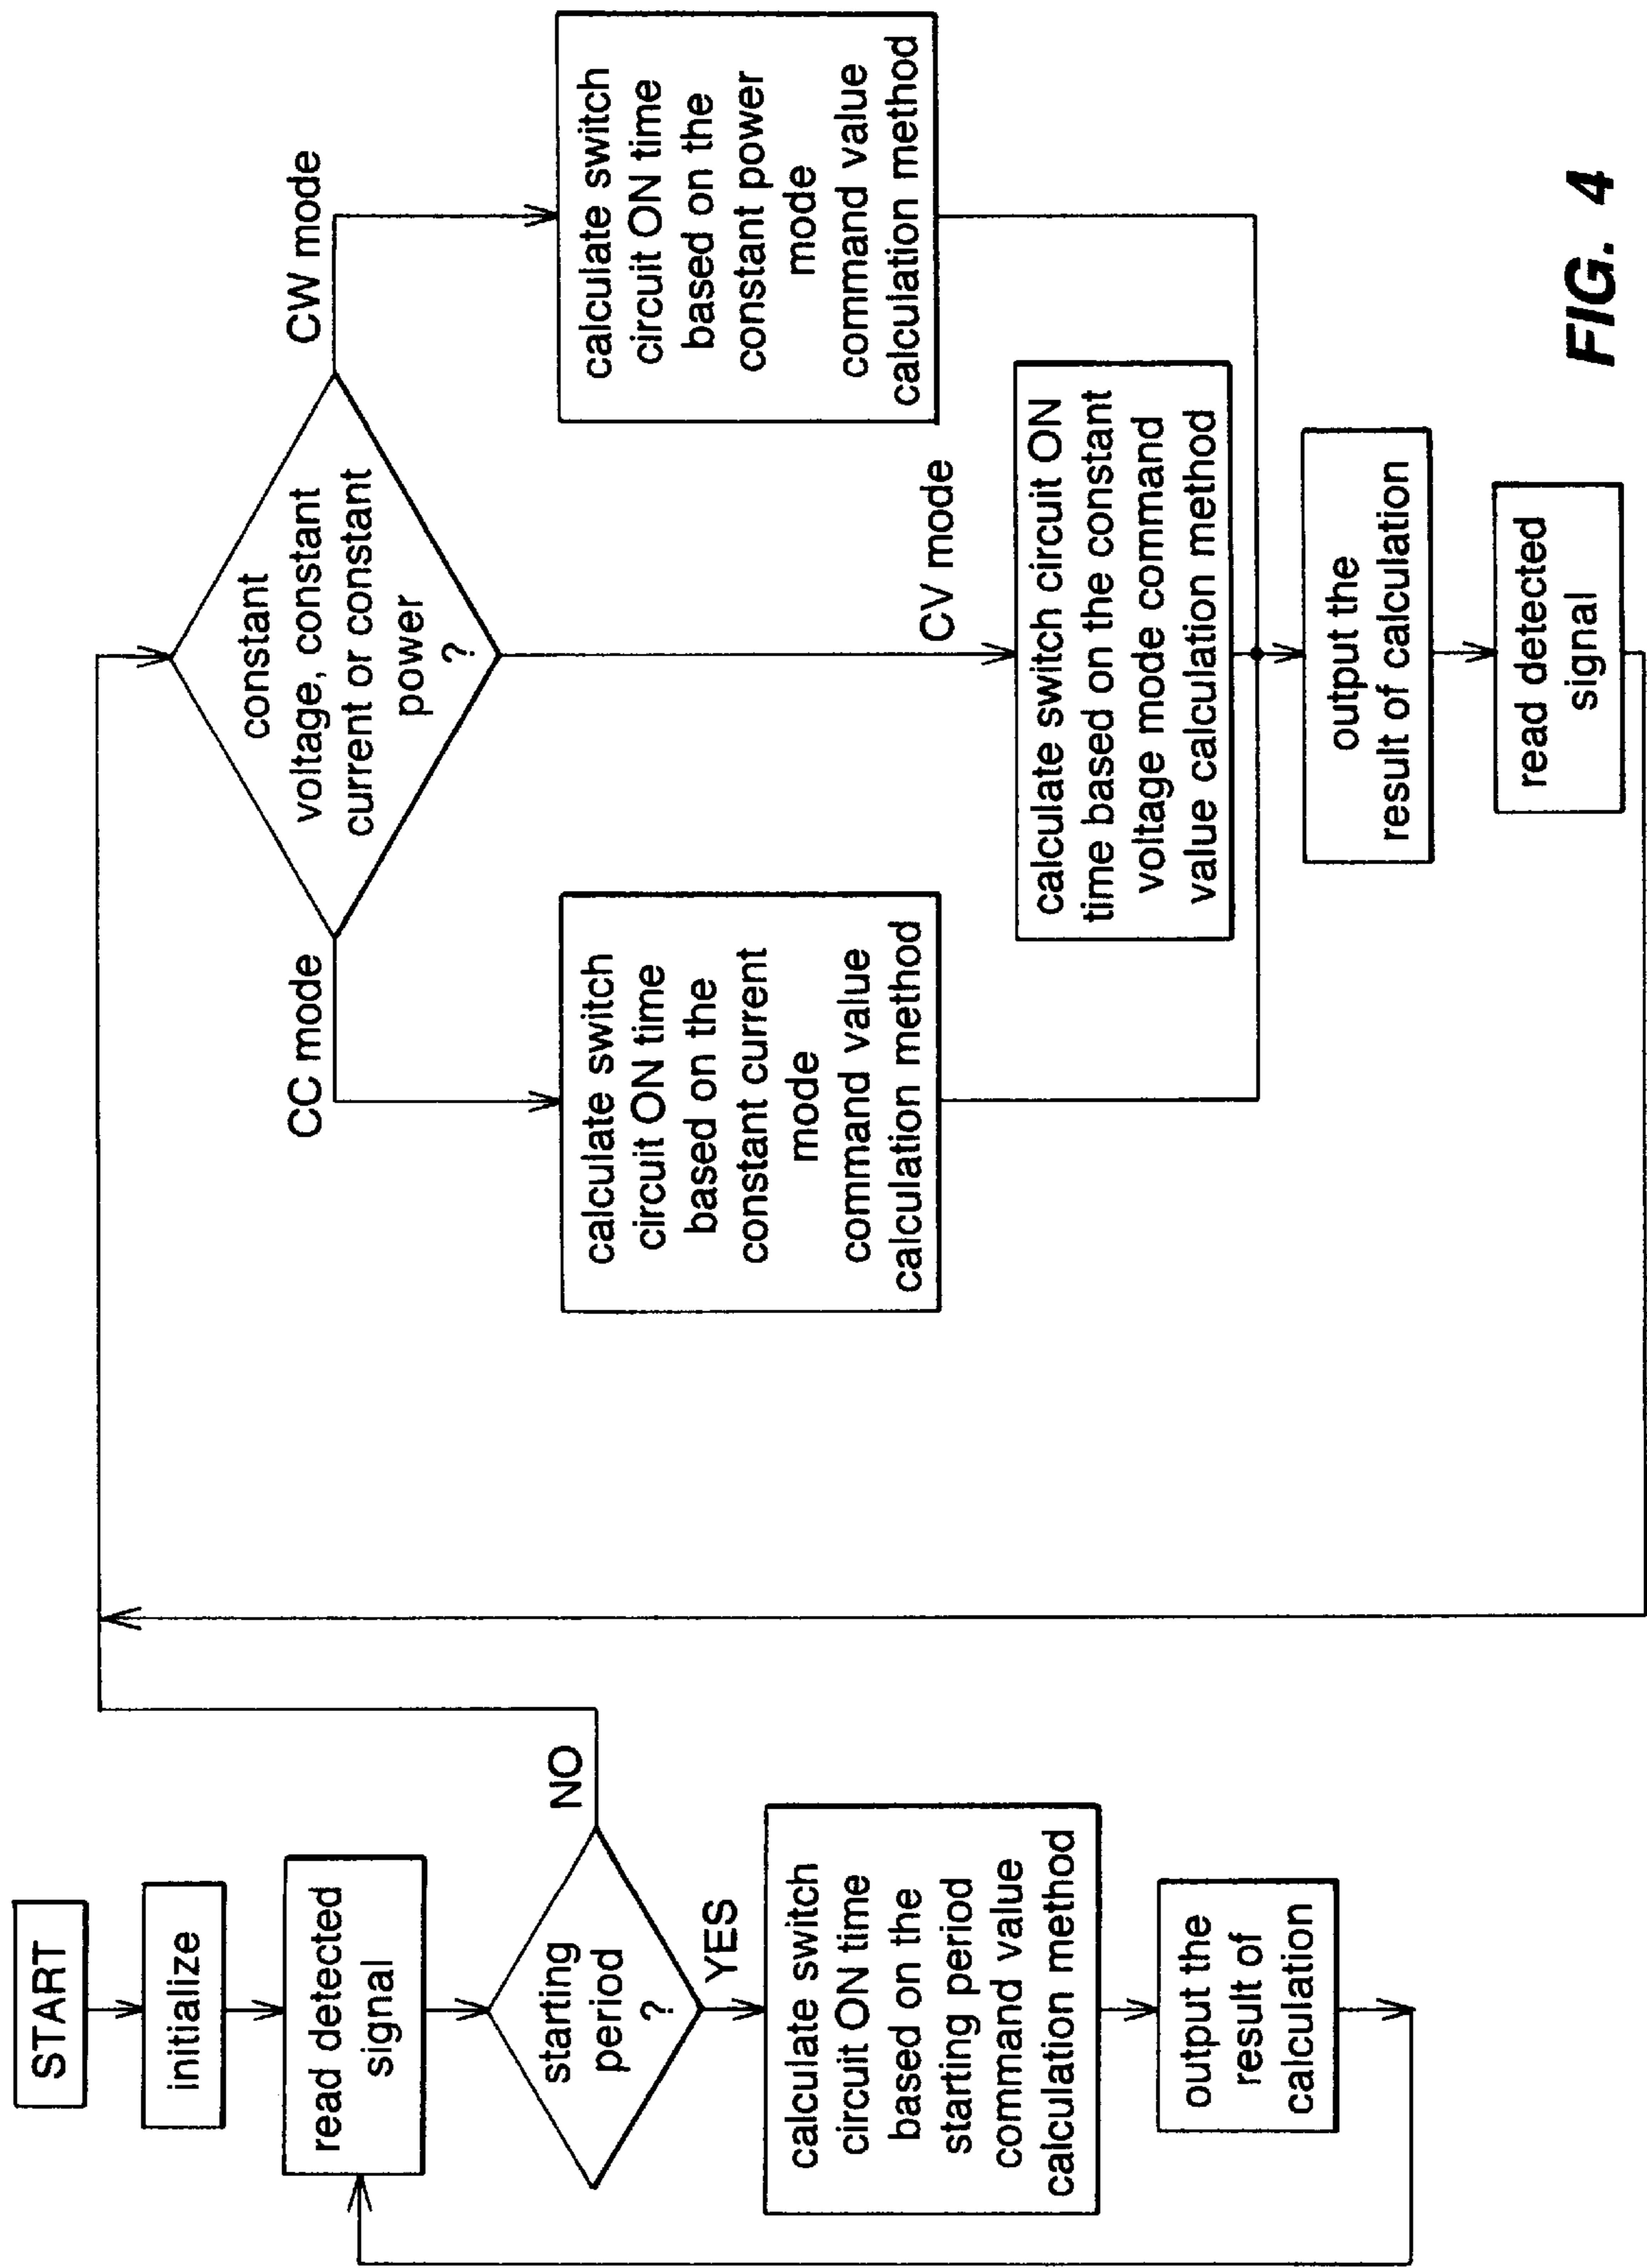 START
initialize
read detected
signal
starting
period
?
NO
YES
calculate switch
circuit ON time
based on the
starting period
command value
calculation method
output the
result of
calculation
constant
voltage, constant
current or constant
power
?
CC mode
CW mode
CV mode
calculate switch
circuit ON time
based on the
constant current
mode
command value
calculation method
calculate switch circuit ON
time based on the constant
voltage mode command
value calculation method
calculate switch
circuit ON time
based on the
constant power
mode
command value
calculation method
output the
result of calculation
read detected
signal
FIG. 4